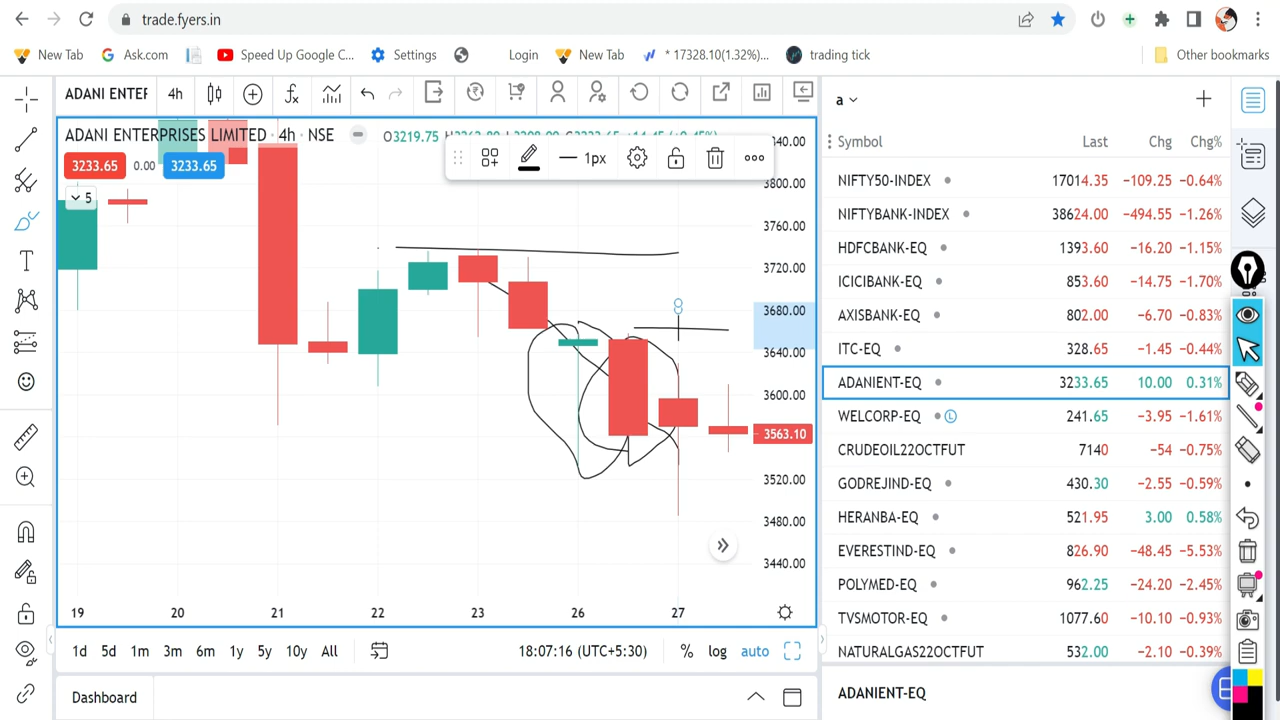 trade.fyers.in
New Tab
Ask.com
Speed Up Google C...
Settings
Login
New Tab
* 17328.10(1.32%)...
trading tick
Other bookmarks
ADANI ENTER
4h
ADANI ENTERPRISES LIMITED · 4h · NSE
O3219.75
3233.65 0.00 3233.65
1px
5
3800.00
3760.00
3720.00
3680.00
3640.00
3600.00
3563.10
3520.00
3480.00
3440.00
19 20 21 22 23 26 27
1d 5d 1m 3m 6m 1y 5y 10y All
18:07:16 (UTC+5:30)
% log auto
Dashboard
a
Symbol Last Chg Chg%
NIFTY50-INDEX 17014.35 -109.25 -0.64%
NIFTYBANK-INDEX 38624.00 -494.55 -1.26%
HDFCBANK-EQ 1393.60 -16.20 -1.15%
ICICIBANK-EQ 853.60 -14.75 -1.70%
AXISBANK-EQ 802.00 -6.70 -0.83%
ITC-EQ 328.65 -1.45 -0.44%
ADANIENT-EQ 3233.65 10.00 0.31%
WELCORP-EQ L 241.65 -3.95 -1.61%
CRUDEOIL22OCTFUT 7140 -54 -0.75%
GODREJIND-EQ 430.30 -2.55 -0.59%
HERANBA-EQ 521.95 3.00 0.58%
EVERESTIND-EQ 826.90 -48.45 -5.53%
POLYMED-EQ 962.25 -24.20 -2.45%
TVSMOTOR-EQ 1077.60 -10.10 -0.93%
NATURALGAS22OCTFUT 532.00 -2.10 -0.39%
ADANIENT-EQ